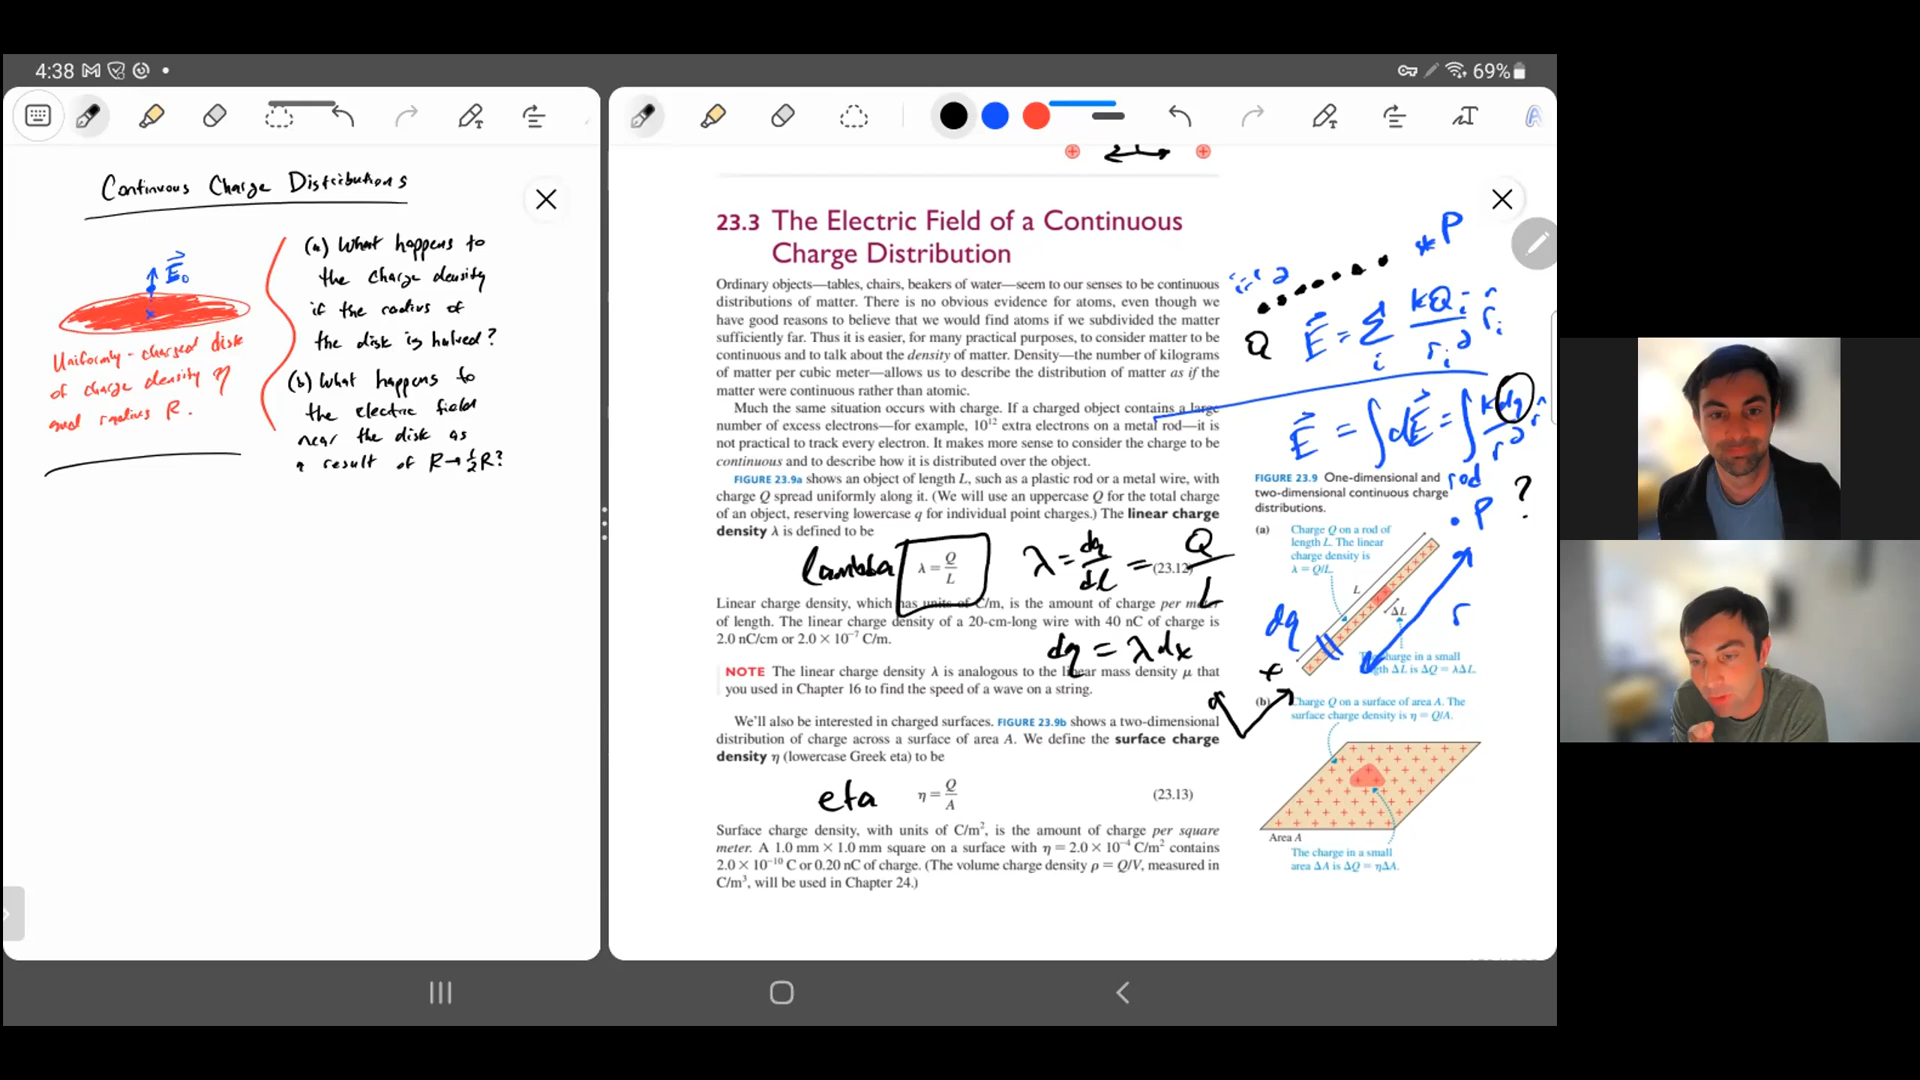 4:38
69%
Continuous Charge Distributions
E₀
Uniformly-charged disk
of charge density η
and radius R.
(a) What happens to
the charge density
if the radius of
the disk is halved?
(b) What happens to
the electric field
near the disk as
a result of R→½R?
23.3 The Electric Field of a Continuous
Charge Distribution
Ordinary objects—tables, chairs, beakers of water—seem to our senses to be continuous
distributions of matter. There is no obvious evidence for atoms, even though we
have good reasons to believe that we would find atoms if we subdivided the matter
sufficiently far. Thus it is easier, for many practical purposes, to consider matter to be
continuous and to talk about the density of matter. Density—the number of kilograms
of matter per cubic meter—allows us to describe the distribution of matter as if the
matter were continuous rather than atomic.
Much the same situation occurs with charge. If a charged object contains a large
number of excess electrons—for example, 10¹² extra electrons on a metal rod—it is
not practical to track every electron. It makes more sense to consider the charge to be
continuous and to describe how it is distributed over the object.
FIGURE 23.9a shows an object of length L, such as a plastic rod or a metal wire, with
charge Q spread uniformly along it. (We will use an uppercase Q for the total charge
of an object, reserving lowercase q for individual point charges.) The linear charge
density λ is defined to be
lambda
λ = Q/L
(23.12)
λ = dq/dl = Q/L
Linear charge density, which has units of C/m, is the amount of charge per meter
of length. The linear charge density of a 20-cm-long wire with 40 nC of charge is
2.0 nC/cm or 2.0 × 10⁻⁷ C/m.
dq = λdx
NOTE The linear charge density λ is analogous to the linear mass density μ that
you used in Chapter 16 to find the speed of a wave on a string.
We'll also be interested in charged surfaces. FIGURE 23.9b shows a two-dimensional
distribution of charge across a surface of area A. We define the surface charge
density η (lowercase Greek eta) to be
eta
η = Q/A
(23.13)
Surface charge density, with units of C/m², is the amount of charge per square
meter. A 1.0 mm × 1.0 mm square on a surface with η = 2.0 × 10⁻⁴ C/m² contains
2.0 × 10⁻¹⁰ C or 0.20 nC of charge. (The volume charge density ρ = Q/V, measured in
C/m³, will be used in Chapter 24.)
P
Q
E = Σ kQᵢ/rᵢ² r̂ᵢ
i
E = ∫dE = ∫ kdq/r² r̂
rod
FIGURE 23.9 One-dimensional and
two-dimensional continuous charge
distributions.
P ?
(a)
Charge Q on a rod of
length L. The linear
charge density is
λ = Q/L.
L
ΔL
r
dq
charge in a small
ΔL is ΔQ = λΔL.
x
(b)
Charge Q on a surface of area A. The
surface charge density is η = Q/A.
Area A
The charge in a small
area ΔA is ΔQ = ηΔA.